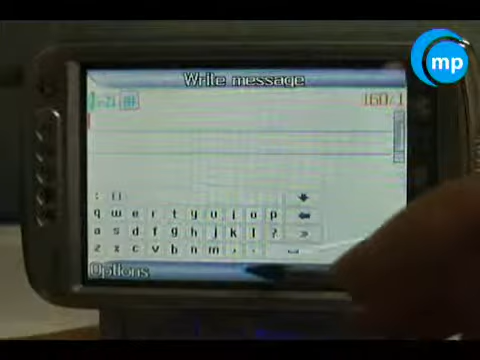 mp
Write message
160/1
: ( )
q w e r t y u i o p
a s d f g h j k l ? »
z x c v b n m , .
Options